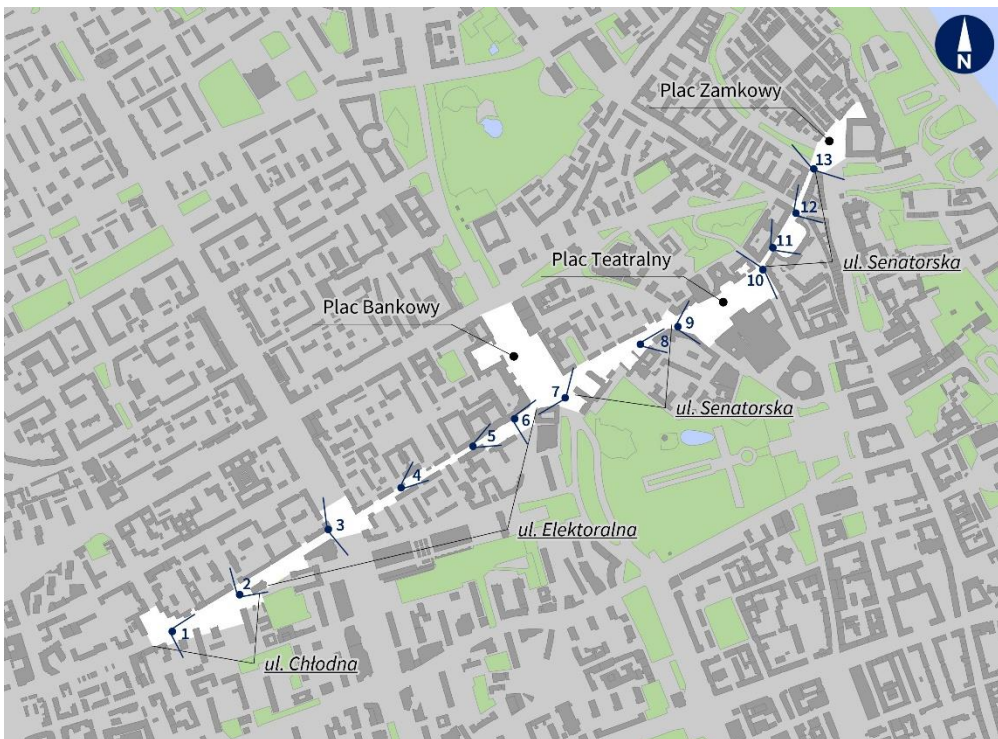 N
Plac Zamkowy
13
12
11
ul. Senatorska
10
Plac Teatralny
Plac Bankowy
9
8
7
ul. Senatorska
6
5
4
3
ul. Elektoralna
2
1
ul. Chłodna